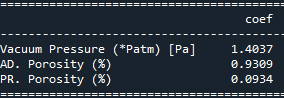 coef
Vacuum Pressure (*Patm) [Pa] 1.4037
AD. Porosity (%) 0.9309
PR. Porosity (%) 0.0934